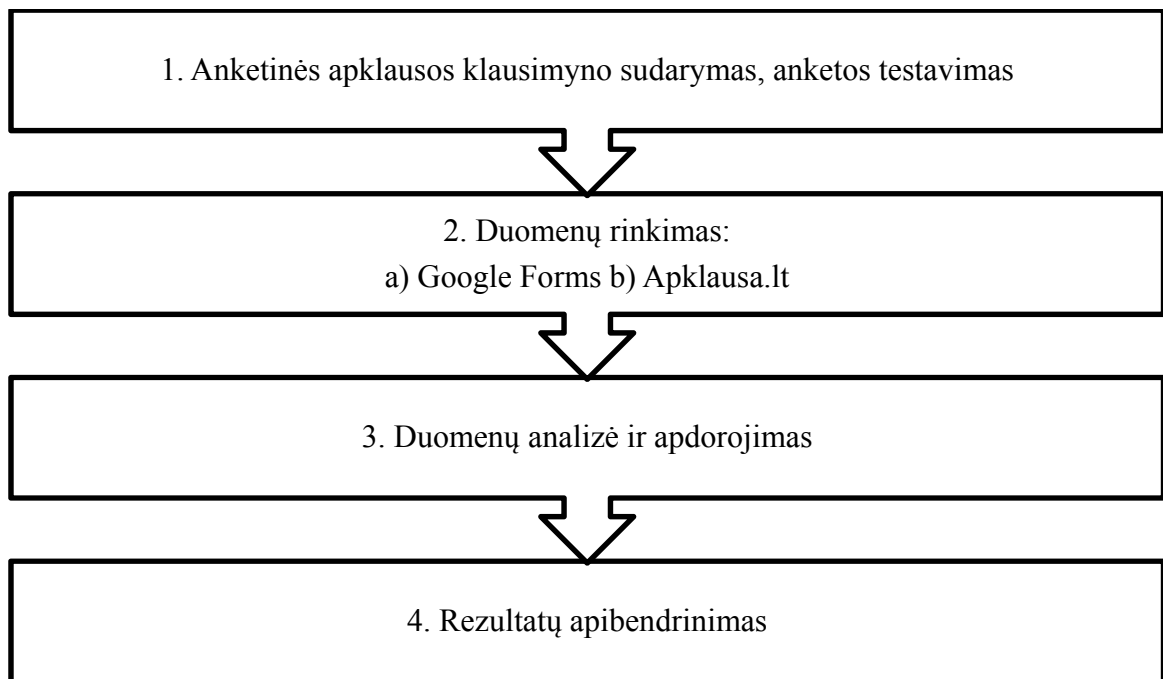 1. Anketinės apklausos klausimyno sudarymas, anketos testavimas
2. Duomenų rinkimas:
a) Google Forms b) Apklausa.lt
3. Duomenų analizė ir apdorojimas
4. Rezultatų apibendrinimas